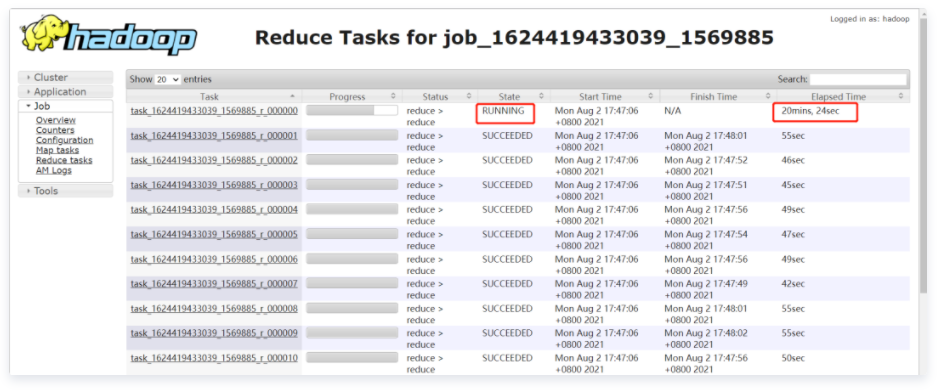 Logged in as: hadoop
hadoop
Reduce Tasks for job_1624419433039_1569885
Cluster
Application
Job
Overview
Counters
Configuration
Map tasks
Reduce tasks
AM Logs
Tools
Show 20 entries Search:
Task Progress Status State Start Time Finish Time Elapsed Time
task_1624419433039_1569885_r_000000 reduce > RUNNING Mon Aug 2 17:47:06 N/A 20mins, 24sec
reduce +0800 2021
task_1624419433039_1569885_r_000001 reduce > SUCCEEDED Mon Aug 2 17:47:06 Mon Aug 2 17:48:01 55sec
reduce +0800 2021 +0800 2021
task_1624419433039_1569885_r_000002 reduce > SUCCEEDED Mon Aug 2 17:47:06 Mon Aug 2 17:47:52 46sec
reduce +0800 2021 +0800 2021
task_1624419433039_1569885_r_000003 reduce > SUCCEEDED Mon Aug 2 17:47:06 Mon Aug 2 17:47:51 45sec
reduce +0800 2021 +0800 2021
task_1624419433039_1569885_r_000004 reduce > SUCCEEDED Mon Aug 2 17:47:06 Mon Aug 2 17:47:56 49sec
reduce +0800 2021 +0800 2021
task_1624419433039_1569885_r_000005 reduce > SUCCEEDED Mon Aug 2 17:47:06 Mon Aug 2 17:47:54 47sec
reduce +0800 2021 +0800 2021
task_1624419433039_1569885_r_000006 reduce > SUCCEEDED Mon Aug 2 17:47:06 Mon Aug 2 17:47:56 49sec
reduce +0800 2021 +0800 2021
task_1624419433039_1569885_r_000007 reduce > SUCCEEDED Mon Aug 2 17:47:06 Mon Aug 2 17:47:49 42sec
reduce +0800 2021 +0800 2021
task_1624419433039_1569885_r_000008 reduce > SUCCEEDED Mon Aug 2 17:47:06 Mon Aug 2 17:48:01 55sec
reduce +0800 2021 +0800 2021
task_1624419433039_1569885_r_000009 reduce > SUCCEEDED Mon Aug 2 17:47:06 Mon Aug 2 17:48:02 55sec
reduce +0800 2021 +0800 2021
task_1624419433039_1569885_r_000010 reduce > SUCCEEDED Mon Aug 2 17:47:06 Mon Aug 2 17:47:56 50sec
reduce +0800 2021 +0800 2021